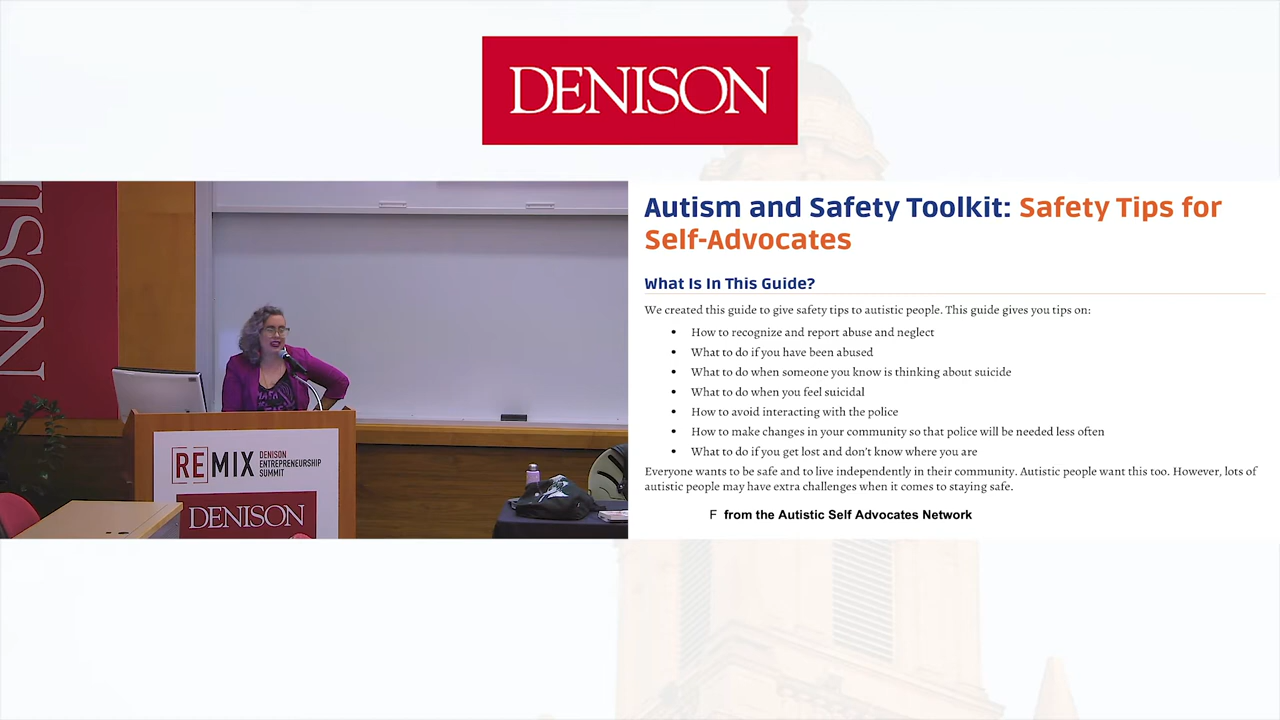 DENISON
ISON
REMIX DENISON
ENTREPRENEURSHIP
SUMMIT
DENISON
Autism and Safety Toolkit: Safety Tips for
Self-Advocates
What Is In This Guide?
We created this guide to give safety tips to autistic people. This guide gives you tips on:
• How to recognize and report abuse and neglect
• What to do if you have been abused
• What to do when someone you know is thinking about suicide
• What to do when you feel suicidal
• How to avoid interacting with the police
• How to make changes in your community so that police will be needed less often
• What to do if you get lost and don't know where you are
Everyone wants to be safe and to live independently in their community. Autistic people want this too. However, lots of
autistic people may have extra challenges when it comes to staying safe.
F from the Autistic Self Advocates Network